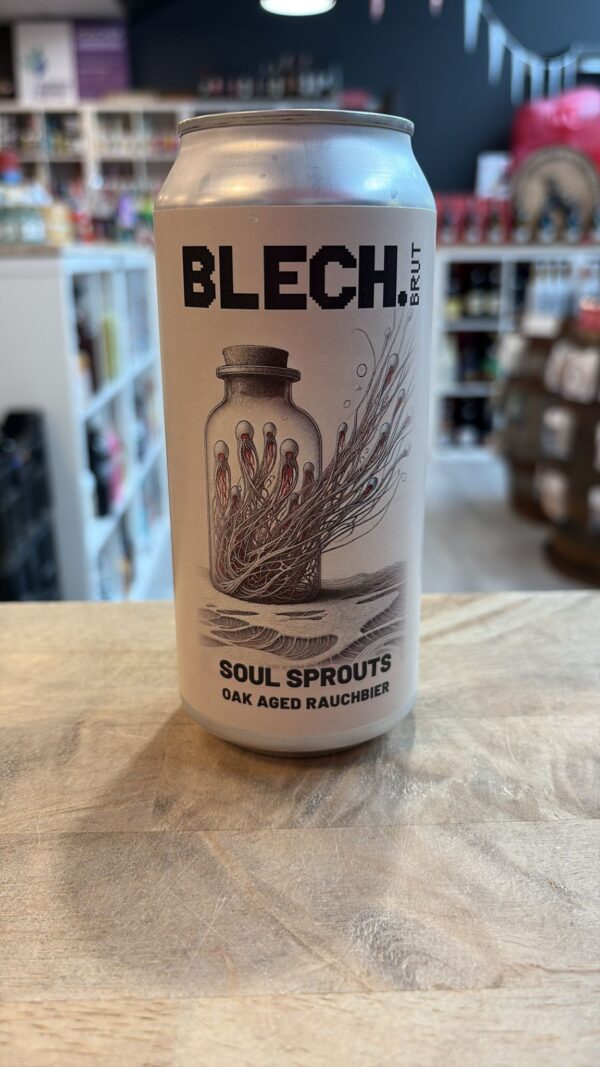 BLECH.
BRUT
SOUL SPROUTS
OAK AGED RAUCHBIER